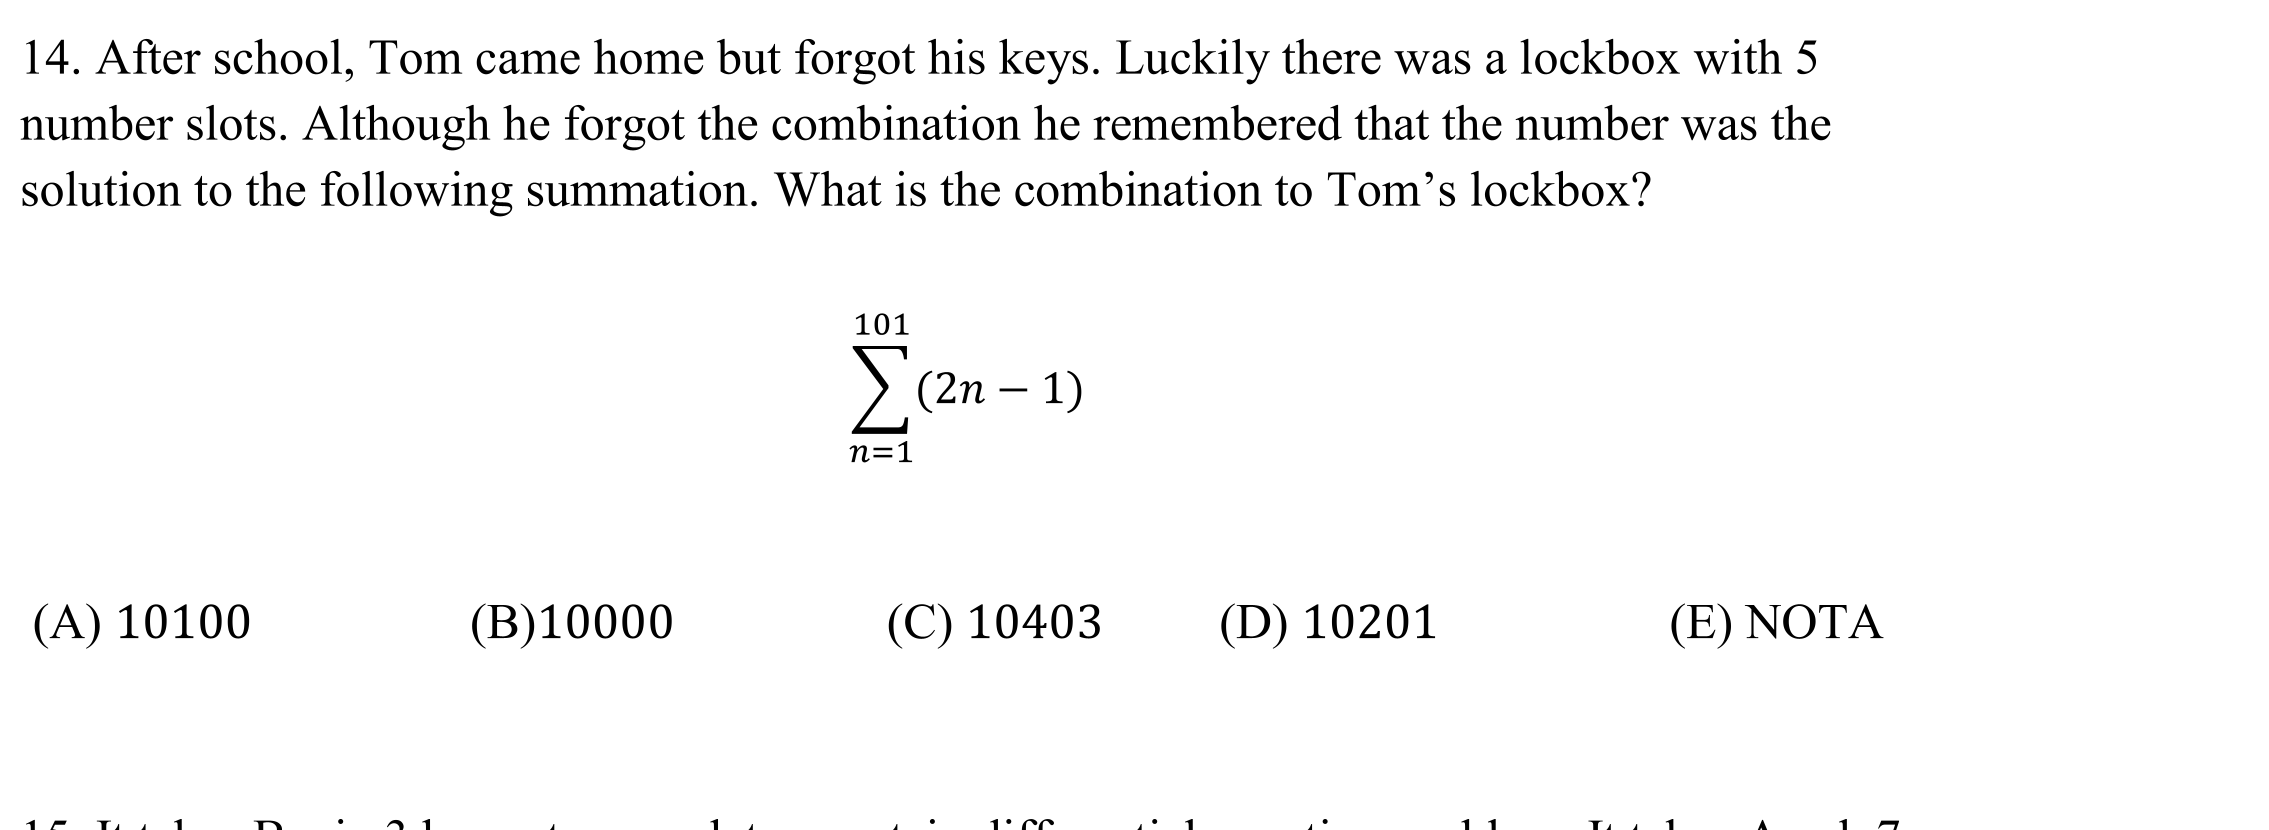 14. After school, Tom came home but forgot his keys. Luckily there was a lockbox with 5
number slots. Although he forgot the combination he remembered that the number was the
solution to the following summation. What is the combination to Tom’s lockbox?
101
∑(2n − 1)
n=1
(A) 10100 (B)10000 (C) 10403 (D) 10201 (E) NOTA